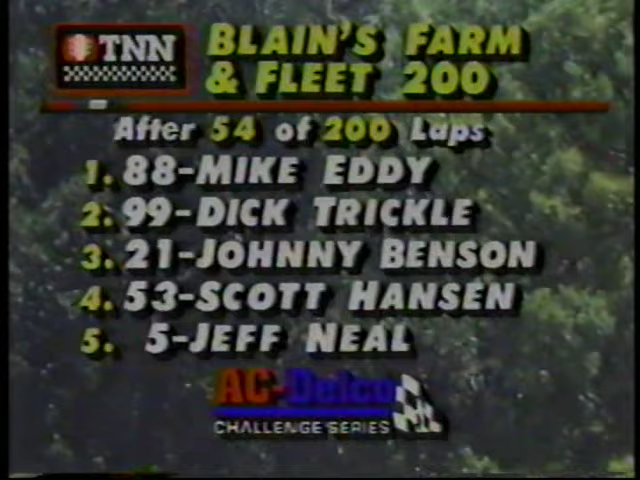 TNN
BLAIN'S FARM
& FLEET 200
After 54 of 200 Laps
1. 88-MIKE EDDY
2. 99-DICK TRICKLE
3. 21-JOHNNY BENSON
4. 53-SCOTT HANSEN
5. 5-JEFF NEAL
AC-Delco
CHALLENGE SERIES